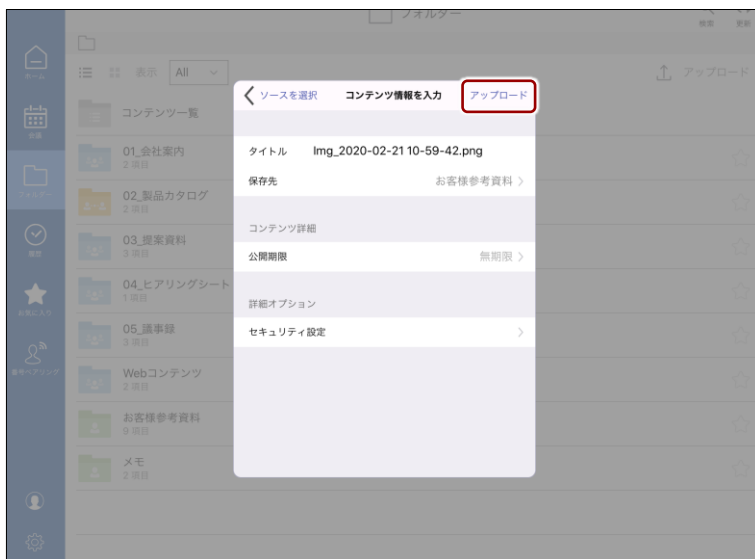 フォルダー
検索
更新
表示
All
アップロード
ホーム
会議
フォルダー
履歴
お気に入り
番号ペアリング
コンテンツ一覧
01_会社案内
2 項目
02_製品カタログ
2 項目
03_提案資料
3 項目
04_ヒアリングシート
1 項目
05_議事録
3 項目
Webコンテンツ
2 項目
お客様参考資料
9 項目
メモ
2 項目
ソースを選択
コンテンツ情報を入力
アップロード
タイトル Img_2020-02-21 10-59-42.png
保存先 お客様参考資料
コンテンツ詳細
公開期限 無期限
詳細オプション
セキュリティ設定